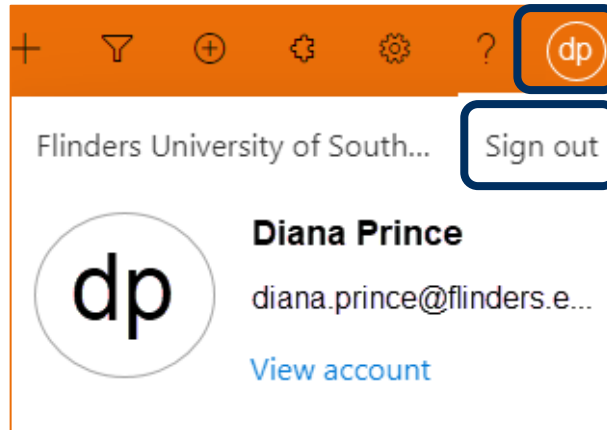 + ? dp
Flinders University of South... Sign out
dp
Diana Prince
diana.prince@flinders.e...
View account